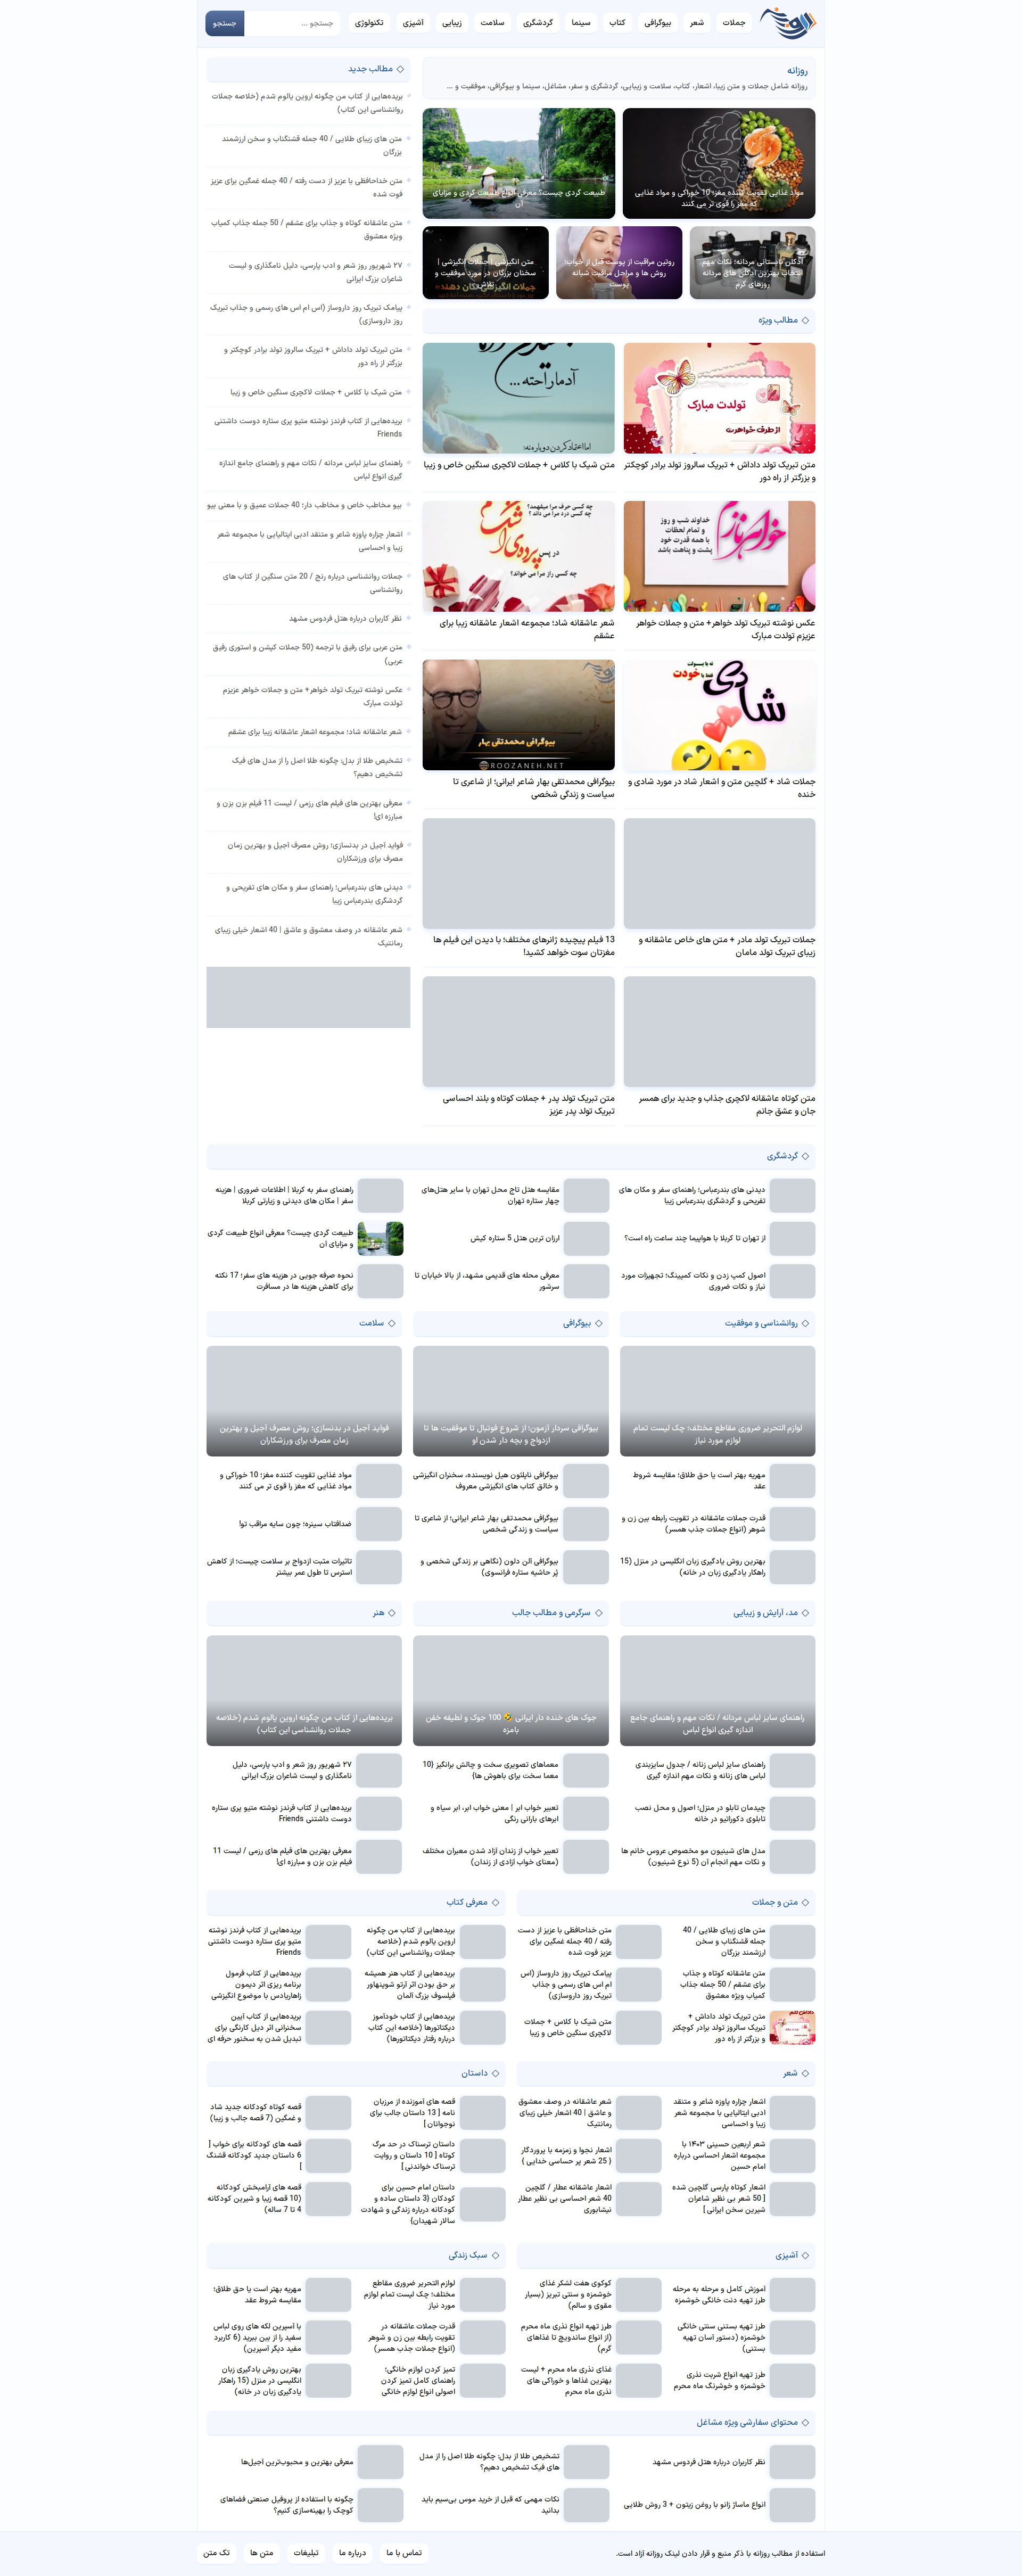 جملات
شعر
بیوگرافی
کتاب
سینما
گردشگری
سلامت
زیبایی
آشپزی
تکنولوژی
جستجو ...
جستجو
روزانه
روزانه شامل جملات و متن زیبا، اشعار، کتاب، سلامت و زیبایی، گردشگری و سفر، مشاغل، سینما و بیوگرافی، موفقیت و ...
مواد غذایی تقویت کننده مغز؛ 10 خوراکی و مواد غذایی
که مغز را قوی تر می کنند
طبیعت گردی چیست؟ معرفی انواع طبیعت گردی و مزایای
آن
ادکلن تابستانی مردانه؛ نکات مهم
انتخاب بهترین ادکلن های مردانه
روزهای گرم
روتین مراقبت از پوست قبل از خواب؛
روش ها و مراحل مراقبت شبانه
پوست
متن انگیزشی | جملات انگیزشی |
سخنان بزرگان در مورد موفقیت و
تلاش
مطالب ویژه
تولدت مبارک
از طرف خواهرت
متن تبریک تولد داداش + تبریک سالروز تولد برادر کوچکتر
و بزرگتر از راه دور
متن شیک با کلاس + جملات لاکچری سنگین خاص و زیبا
خواهر نازم
خداوند شب و روز
و تمام لحظات
با همه قدرت خود
پشت و پناهت باشد
عکس نوشته تبریک تولد خواهر+ متن و جملات خواهر
عزیزم تولدت مبارک
چه کسی حرف مرا میفهمد؟
چه کسی درد مرا می داند ؟
در پس
پرده‌ی اشکم
چه کسی راز مرا می خواند؟
شعر عاشقانه شاد؛ مجموعه اشعار عاشقانه زیبا برای
عشقم
شادی
جملات شاد + گلچین متن و اشعار شاد در مورد شادی و
خنده
بیوگرافی محمدتقی بهار
ROOZANEH.NET
بیوگرافی محمدتقی بهار شاعر ایرانی؛ از شاعری تا
سیاست و زندگی شخصی
جملات تبریک تولد مادر + متن های خاص عاشقانه و
زیبای تبریک تولد مامان
13 فیلم پیچیده ژانرهای مختلف؛ با دیدن این فیلم ها
مغزتان سوت خواهد کشید!
متن کوتاه عاشقانه لاکچری جذاب و جدید برای همسر
جان و عشق جانم
متن تبریک تولد پدر + جملات کوتاه و بلند احساسی
تبریک تولد پدر عزیز
مطالب جدید
بریده‌هایی از کتاب من چگونه اروین یالوم شدم (خلاصه جملات
روانشناسی این کتاب)
متن های زیبای طلایی / 40 جمله قشنگناب و سخن ارزشمند
بزرگان
متن خداحافظی با عزیز از دست رفته / 40 جمله غمگین برای عزیز
فوت شده
متن عاشقانه کوتاه و جذاب برای عشقم / 50 جمله جذاب کمیاب
ویژه معشوق
۲۷ شهریور روز شعر و ادب پارسی، دلیل نامگذاری و لیست
شاعران بزرگ ایرانی
پیامک تبریک روز داروساز (اس ام اس های رسمی و جذاب تبریک
روز داروسازی)
متن تبریک تولد داداش + تبریک سالروز تولد برادر کوچکتر و
بزرگتر از راه دور
متن شیک با کلاس + جملات لاکچری سنگین خاص و زیبا
بریده‌هایی از کتاب فرندز نوشته متیو پری ستاره دوست داشتنی
Friends
راهنمای سایز لباس مردانه / نکات مهم و راهنمای جامع اندازه
گیری انواع لباس
بیو مخاطب خاص و مخاطب دار؛ 40 جملات عمیق و با معنی بیو
اشعار چزاره پاوزه شاعر و منتقد ادبی ایتالیایی با مجموعه شعر
زیبا و احساسی
جملات روانشناسی درباره رنج / 20 متن سنگین از کتاب های
روانشناسی
نظر کاربران درباره هتل فردوس مشهد
متن عربی برای رفیق با ترجمه (50 جملات کپشن و استوری رفیق
عربی)
عکس نوشته تبریک تولد خواهر+ متن و جملات خواهر عزیزم
تولدت مبارک
شعر عاشقانه شاد؛ مجموعه اشعار عاشقانه زیبا برای عشقم
تشخیص طلا از بدل: چگونه طلا اصل را از مدل های فیک
تشخیص دهیم؟
معرفی بهترین های فیلم های رزمی / لیست 11 فیلم بزن بزن و
مبارزه ای!
فواید آجیل در بدنسازی؛ روش مصرف آجیل و بهترین زمان
مصرف برای ورزشکاران
دیدنی های بندرعباس؛ راهنمای سفر و مکان های تفریحی و
گردشگری بندرعباس زیبا
شعر عاشقانه در وصف معشوق و عاشق | 40 اشعار خیلی زیبای
رمانتیک
گردشگری
دیدنی های بندرعباس؛ راهنمای سفر و مکان های
تفریحی و گردشگری بندرعباس زیبا
مقایسه هتل تاج محل تهران با سایر هتل‌های
چهار ستاره تهران
راهنمای سفر به کربلا | اطلاعات ضروری | هزینه
سفر | مکان های دیدنی و زیارتی کربلا
از تهران تا کربلا با هواپیما چند ساعت راه است؟
ارزان ترین هتل 5 ستاره کیش
طبیعت گردی چیست؟ معرفی انواع طبیعت گردی
و مزایای آن
اصول کمپ زدن و نکات کمپینگ؛ تجهیزات مورد
نیاز و نکات ضروری
معرفی محله های قدیمی مشهد، از بالا خیابان تا
سرشور
نحوه صرفه جویی در هزینه های سفر؛ 17 نکته
برای کاهش هزینه ها در مسافرت
روانشناسی و موفقیت
لوازم التحریر ضروری مقاطع مختلف؛ چک لیست تمام
لوازم مورد نیاز
مهریه بهتر است یا حق طلاق؛ مقایسه شروط
عقد
قدرت جملات عاشقانه در تقویت رابطه بین زن و
شوهر (انواع جملات جذب همسر)
بهترین روش یادگیری زبان انگلیسی در منزل (15
راهکار یادگیری زبان در خانه)
بیوگرافی
بیوگرافی سردار آزمون؛ از شروع فوتبال تا موفقیت ها تا
ازدواج و بچه دار شدن او
بیوگرافی ناپلئون هیل نویسنده، سخنران انگیزشی
و خالق کتاب های انگیزشی معروف
بیوگرافی محمدتقی بهار شاعر ایرانی؛ از شاعری تا
سیاست و زندگی شخصی
بیوگرافی آلن دلون (نگاهی بر زندگی شخصی و
پُر حاشیه ستاره فرانسوی)
سلامت
فواید آجیل در بدنسازی؛ روش مصرف آجیل و بهترین
زمان مصرف برای ورزشکاران
مواد غذایی تقویت کننده مغز؛ 10 خوراکی و
مواد غذایی که مغز را قوی تر می کنند
ضدآفتاب سینره؛ چون سایه مراقب تو!
تاثیرات مثبت ازدواج بر سلامت چیست؛ از کاهش
استرس تا طول عمر بیشتر
مد، آرایش و زیبایی
راهنمای سایز لباس مردانه / نکات مهم و راهنمای جامع
اندازه گیری انواع لباس
راهنمای سایز لباس زنانه / جدول سایزبندی
لباس های زنانه و نکات مهم اندازه گیری
چیدمان تابلو در منزل؛ اصول و محل نصب
تابلوی دکوراتیو در خانه
مدل های شینیون مو مخصوص عروس خانم ها
و نکات مهم انجام آن (5 نوع شینیون)
سرگرمی و مطالب جالب
جوک های خنده دار ایرانی 🤣 100 جوک و لطیفه خفن
بامزه
معماهای تصویری سخت و چالش برانگیز {10
معما سخت برای باهوش ها}
تعبیر خواب ابر | معنی خواب ابر، ابر سیاه و
ابرهای بارانی رنگی
تعبیر خواب از زندان آزاد شدن معبران مختلف
(معنای خواب آزادی از زندان)
هنر
بریده‌هایی از کتاب من چگونه اروین یالوم شدم (خلاصه
جملات روانشناسی این کتاب)
۲۷ شهریور روز شعر و ادب پارسی، دلیل
نامگذاری و لیست شاعران بزرگ ایرانی
بریده‌هایی از کتاب فرندز نوشته متیو پری ستاره
دوست داشتنی Friends
معرفی بهترین های فیلم های رزمی / لیست 11
فیلم بزن بزن و مبارزه ای!
متن و جملات
متن های زیبای طلایی / 40
جمله قشنگناب و سخن
ارزشمند بزرگان
متن خداحافظی با عزیز از دست
رفته / 40 جمله غمگین برای
عزیز فوت شده
متن عاشقانه کوتاه و جذاب
برای عشقم / 50 جمله جذاب
کمیاب ویژه معشوق
پیامک تبریک روز داروساز (اس
ام اس های رسمی و جذاب
تبریک روز داروسازی)
متن تبریک تولد داداش +
تبریک سالروز تولد برادر کوچکتر
و بزرگتر از راه دور
متن شیک با کلاس + جملات
لاکچری سنگین خاص و زیبا
معرفی کتاب
بریده‌هایی از کتاب من چگونه
اروین یالوم شدم (خلاصه
جملات روانشناسی این کتاب)
بریده‌هایی از کتاب فرندز نوشته
متیو پری ستاره دوست داشتنی
Friends
بریده‌هایی از کتاب هنر همیشه
بر حق بودن اثر آرتو شوپنهاور
فیلسوف بزرگ آلمان
بریده‌هایی از کتاب فرمول
برنامه ریزی اثر دیمون
زاهاریادس با موضوع انگیزشی
بریده‌هایی از کتاب خودآموز
دیکتاتورها (خلاصه این کتاب
درباره رفتار دیکتاتورها)
بریده‌هایی از کتاب آیین
سخنرانی اثر دیل کارنگی برای
تبدیل شدن به سخنور حرفه ای
شعر
اشعار چزاره پاوزه شاعر و منتقد
ادبی ایتالیایی با مجموعه شعر
زیبا و احساسی
شعر عاشقانه در وصف معشوق
و عاشق | 40 اشعار خیلی زیبای
رمانتیک
شعر اربعین حسینی ۱۴۰۳ با
مجموعه اشعار احساسی درباره
امام حسین
اشعار نجوا و زمزمه با پروردگار
{ 25 شعر پر حساسی خدایی }
اشعار کوتاه پارسی گلچین شده
[ 50 شعر بی نظیر شاعران
شیرین سخن ایرانی ]
اشعار عاشقانه عطار / گلچین
40 شعر احساسی بی نظیر عطار
نیشابوری
داستان
قصه های آموزنده از مرزبان
نامه [ 13 داستان جالب برای
نوجوانان ]
قصه کوتاه کودکانه جدید شاد
و غمگین (7 قصه جالب و زیبا)
داستان ترسناک در حد مرگ
کوتاه [ 10 داستان و روایت
ترسناک خواندنی ]
قصه های کودکانه برای خواب [
6 داستان جدید کودکانه قشنگ
]
داستان امام حسین برای
کودکان {3 داستان ساده و
کودکانه درباره زندگی و شهادت
سالار شهیدان}
قصه های آرامبخش کودکانه
(10 قصه زیبا و شیرین کودکانه
4 تا 7 ساله)
آشپزی
آموزش کامل و مرحله به مرحله
طرز تهیه دنت خانگی خوشمزه
کوکوی هفت لشکر غذای
خوشمزه و سنتی تبریز (بسیار
مقوی و سالم)
طرز تهیه بستنی سنتی خانگی
خوشمزه (دستور آسان تهیه
بستنی)
طرز تهیه انواع نذری ماه محرم
(از انواع ساندویچ تا غذاهای
گرم)
طرز تهیه انواع شربت نذری
خوشمزه و خوشرنگ ماه محرم
غذای نذری ماه محرم + لیست
بهترین غذاها و خوراکی های
نذری ماه محرم
سبک زندگی
لوازم التحریر ضروری مقاطع
مختلف؛ چک لیست تمام لوازم
مورد نیاز
مهریه بهتر است یا حق طلاق؛
مقایسه شروط عقد
قدرت جملات عاشقانه در
تقویت رابطه بین زن و شوهر
(انواع جملات جذب همسر)
با آسپرین لکه های روی لباس
سفید را از بین ببرید (6 کاربرد
مفید دیگر آسپرین)
تمیز کردن لوازم خانگی؛
راهنمای کامل تمیز کردن
اصولی انواع لوازم خانگی
بهترین روش یادگیری زبان
انگلیسی در منزل (15 راهکار
یادگیری زبان در خانه)
محتوای سفارشی ویژه مشاغل
نظر کاربران درباره هتل فردوس مشهد
تشخیص طلا از بدل: چگونه طلا اصل را از مدل
های فیک تشخیص دهیم؟
معرفی بهترین و محبوب‌ترین آجیل‌ها
انواع ماساژ زانو با روغن زیتون + 3 روش طلایی
نکات مهمی که قبل از خرید موس بی‌سیم باید
بدانید
چگونه با استفاده از پروفیل صنعتی فضاهای
کوچک را بهینه‌سازی کنیم؟
استفاده از مطالب روزانه با ذکر منبع و قرار دادن لینک روزانه آزاد است.
تماس با ما
درباره ما
تبلیغات
متن ها
تک متن